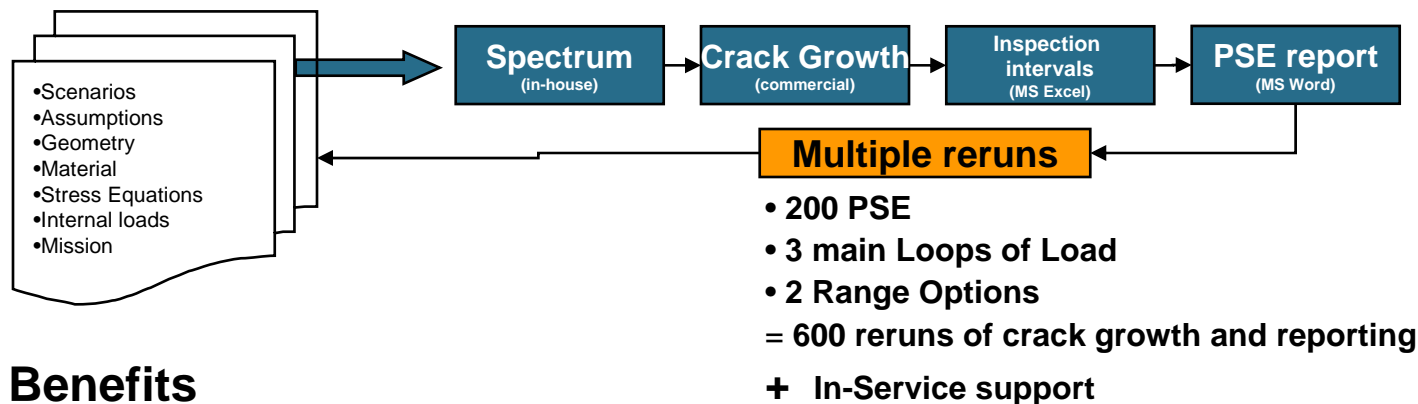 •Scenarios
•Assumptions
•Geometry
•Material
•Stress Equations
•Internal loads
•Mission
Spectrum
(in-house)
Crack Growth
(commercial)
Inspection
intervals
(MS Excel)
PSE report
(MS Word)
Multiple reruns
• 200 PSE
• 3 main Loops of Load
• 2 Range Options
= 600 reruns of crack growth and reporting
+ In-Service support
Benefits